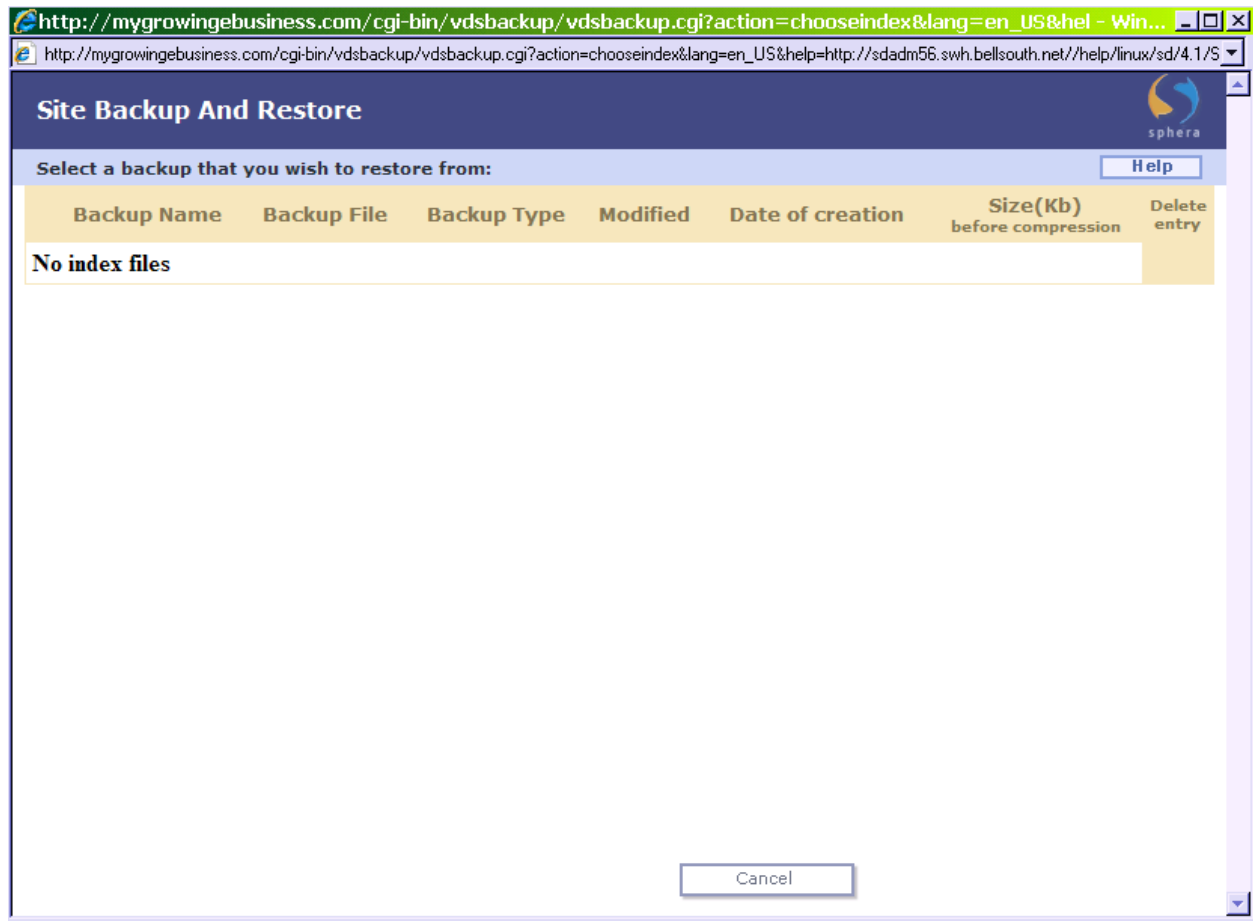 http://mygrowingebusiness.com/cgi-bin/vdsbackup/vdsbackup.cgi?action=chooseindex&lang=en_US&hel - Win...
http://mygrowingebusiness.com/cgi-bin/vdsbackup/vdsbackup.cgi?action=chooseindex&lang=en_US&help=http://sdadm56.swh.bellsouth.net//help/linux/sd/4.1/S
Site Backup And Restore
sphera
Select a backup that you wish to restore from:
Help
Backup Name Backup File Backup Type Modified Date of creation Size(Kb) before compression Delete entry
No index files
Cancel